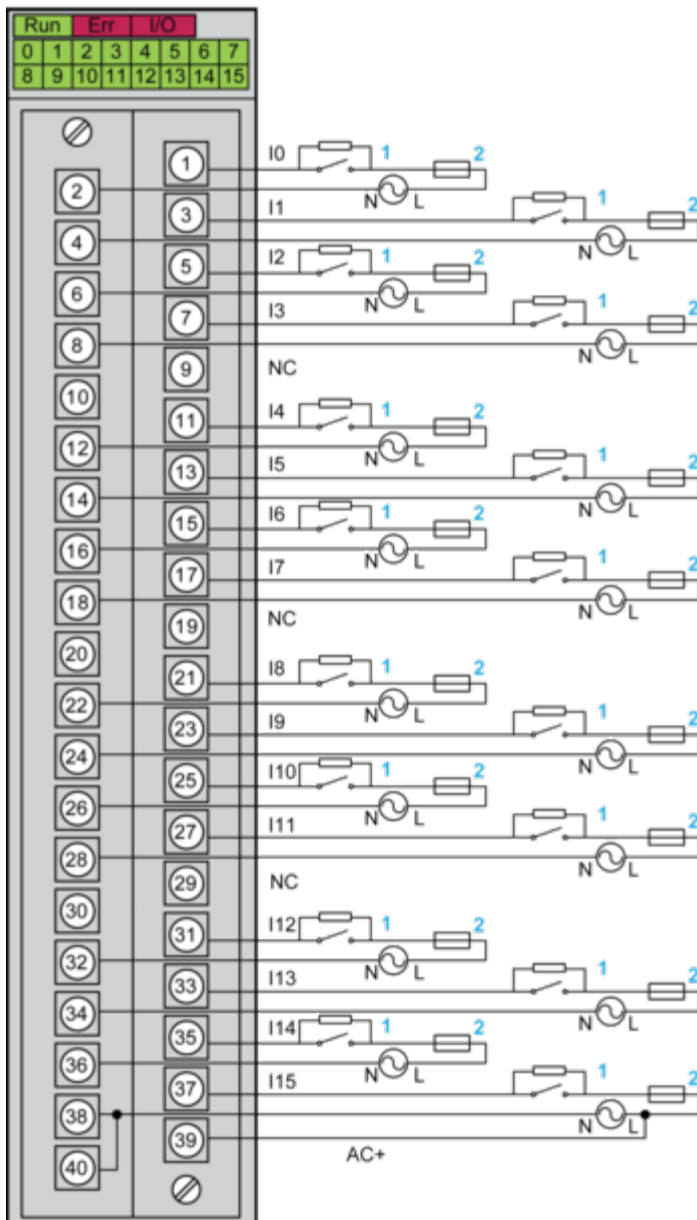 Run Err I/O
0 1 2 3 4 5 6 7
8 9 10 11 12 13 14 15
1 I0 1 2
2 N L
3 I1 1 2
4 N L
5 I2 1 2
6 N L
7 I3 1 2
8 N L
9 NC
10
11 I4 1 2
12 N L
13 I5 1 2
14 N L
15 I6 1 2
16 N L
17 I7 1 2
18 N L
19 NC
20
21 I8 1 2
22 N L
23 I9 1 2
24 N L
25 I10 1 2
26 N L
27 I11 1 2
28 N L
29 NC
30
31 I12 1 2
32 N L
33 I13 1 2
34 N L
35 I14 1 2
36 N L
37 I15 1 2
38 N L
39 AC+
40